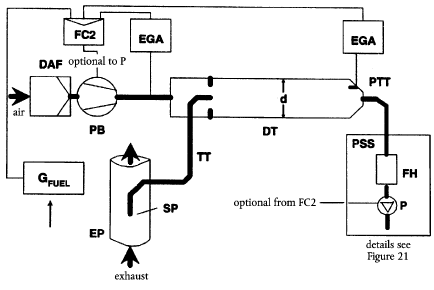 FC2
EGA
EGA
DAF
optional to P
PTT
air
PB
d
DT
PSS
TT
FH
G FUEL
SP
optional from FC2
P
EP
details see
Figure 21
exhaust